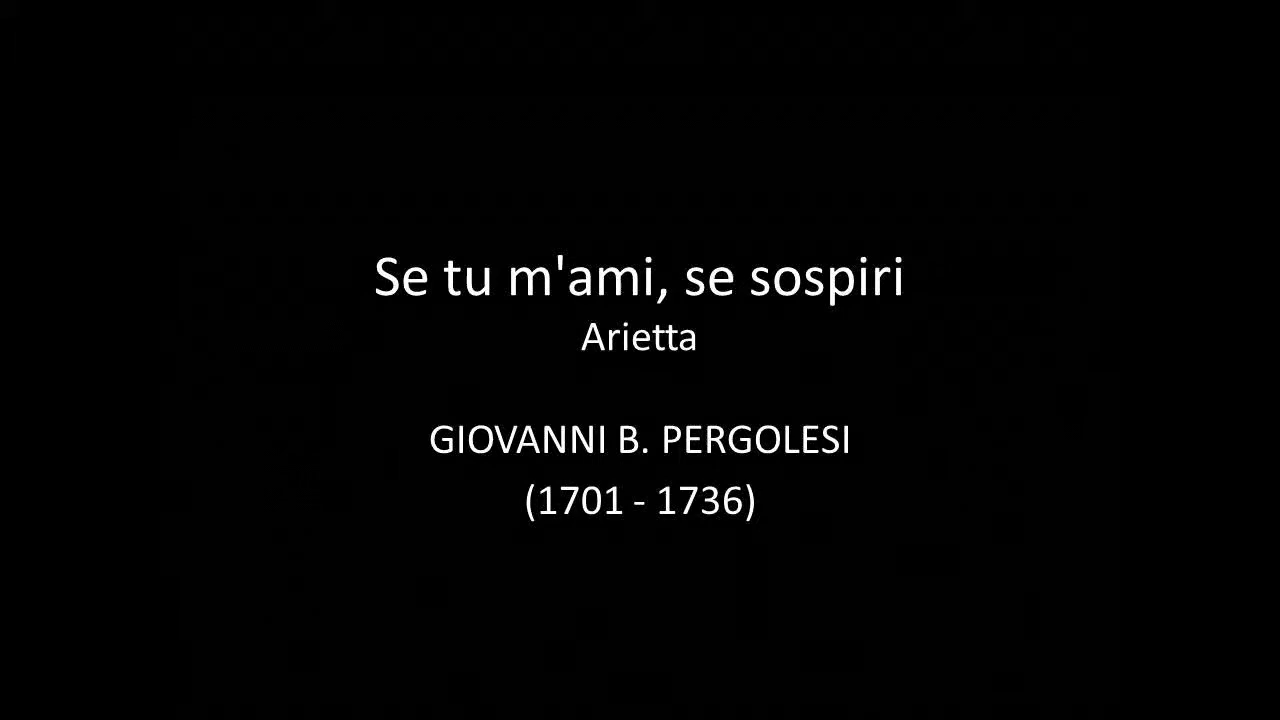 Se tu m'ami, se sospiri
Arietta
GIOVANNI B. PERGOLESI
(1701 - 1736)